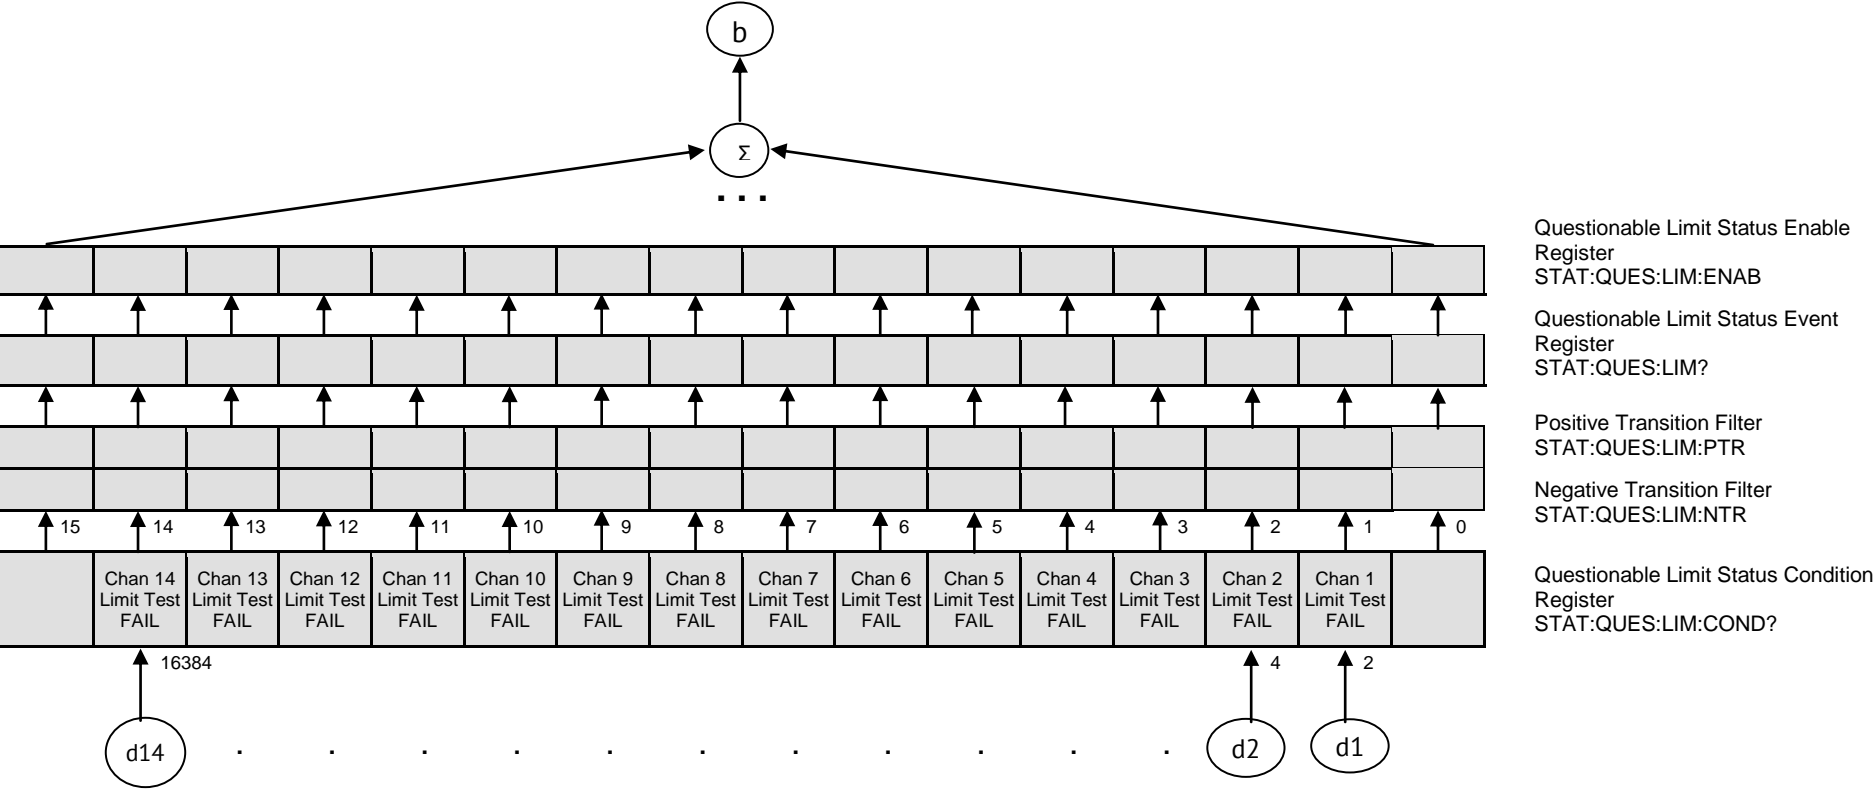 b
Σ
. . .
Questionable Limit Status Enable
Register
STAT:QUES:LIM:ENAB
Questionable Limit Status Event
Register
STAT:QUES:LIM?
Positive Transition Filter
STAT:QUES:LIM:PTR
Negative Transition Filter
STAT:QUES:LIM:NTR
15 14 13 12 11 10 9 8 7 6 5 4 3 2 1 0
Chan 14 Chan 13 Chan 12 Chan 11 Chan 10 Chan 9 Chan 8 Chan 7 Chan 6 Chan 5 Chan 4 Chan 3 Chan 2 Chan 1
Limit Test Limit Test Limit Test Limit Test Limit Test Limit Test Limit Test Limit Test Limit Test Limit Test Limit Test Limit Test Limit Test Limit Test
FAIL FAIL FAIL FAIL FAIL FAIL FAIL FAIL FAIL FAIL FAIL FAIL FAIL FAIL
Questionable Limit Status Condition
Register
STAT:QUES:LIM:COND?
16384 4 2
d14 . . . . . . . . . . . d2 d1